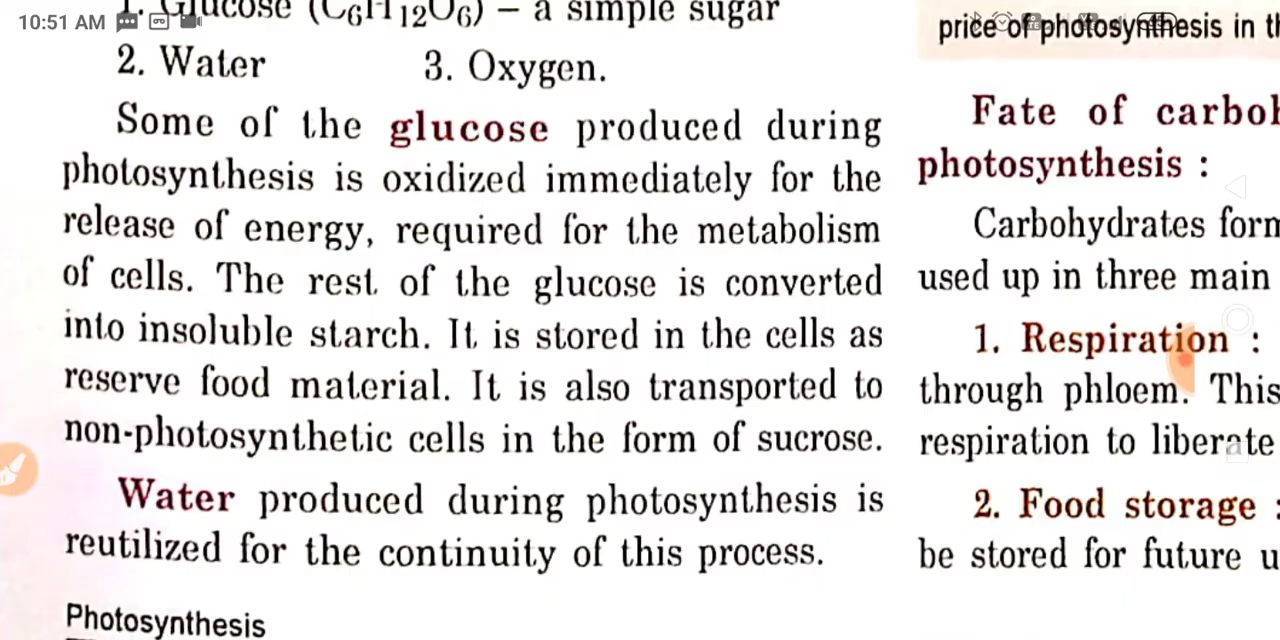 10:51 AM
1. Glucose (C6H12O6) – a simple sugar
2. Water 3. Oxygen.
Some of the glucose produced during
photosynthesis is oxidized immediately for the
release of energy, required for the metabolism
of cells. The rest of the glucose is converted
into insoluble starch. It is stored in the cells as
reserve food material. It is also transported to
non-photosynthetic cells in the form of sucrose.
Water produced during photosynthesis is
reutilized for the continuity of this process.
Photosynthesis
price of photosynthesis in
Fate of
photosynthesis :
Carbohydrates
used up in three main
1. Respiration :
through phloem. This
respiration to liberate
2. Food storage :
be stored for future